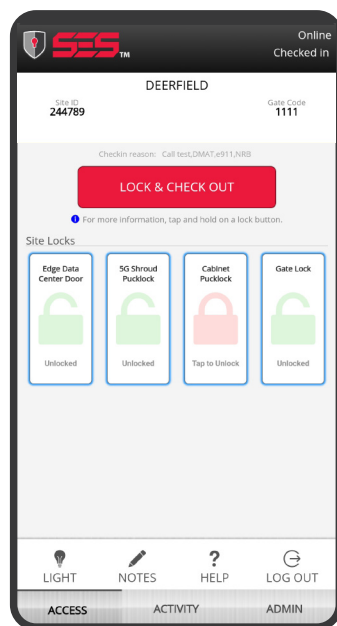 Online
SES TM
Checked in
DEERFIELD
Site ID
244789
Gate Code
1111
Checkin reason: Call test,DMAT,e911,NRB
LOCK & CHECK OUT
For more information, tap and hold on a lock button.
Site Locks
Edge Data
Center Door
Unlocked
5G Shroud
Pucklock
Unlocked
Cabinet
Pucklock
Tap to Unlock
Gate Lock
Unlocked
LIGHT
NOTES
HELP
LOG OUT
ACCESS
ACTIVITY
ADMIN